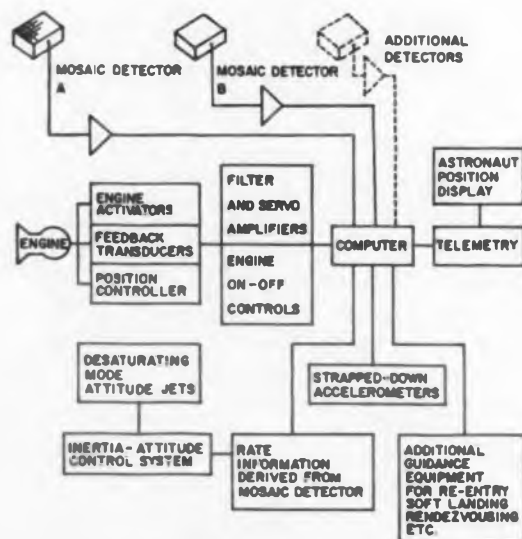 MOSAIC DETECTOR
A
MOSAIC DETECTOR
B
ADDITIONAL
DETECTORS
ENGINE
ENGINE
ACTIVATORS
FEEDBACK
TRANSDUCERS
POSITION
CONTROLLER
FILTER
AND SERVO
AMPLIFIERS
ENGINE
ON-OFF
CONTROLS
COMPUTER
ASTRONAUT
POSITION
DISPLAY
TELEMETRY
DESATURATING
MODE
ATTITUDE JETS
INERTIA-ATTITUDE
CONTROL SYSTEM
RATE
INFORMATION
DERIVED FROM
MOSAIC DETECTOR
STRAPPED-DOWN
ACCELEROMETERS
ADDITIONAL
GUIDANCE
EQUIPMENT
FOR RE-ENTRY
SOFT LANDING
RENDEZVOUSING
ETC.